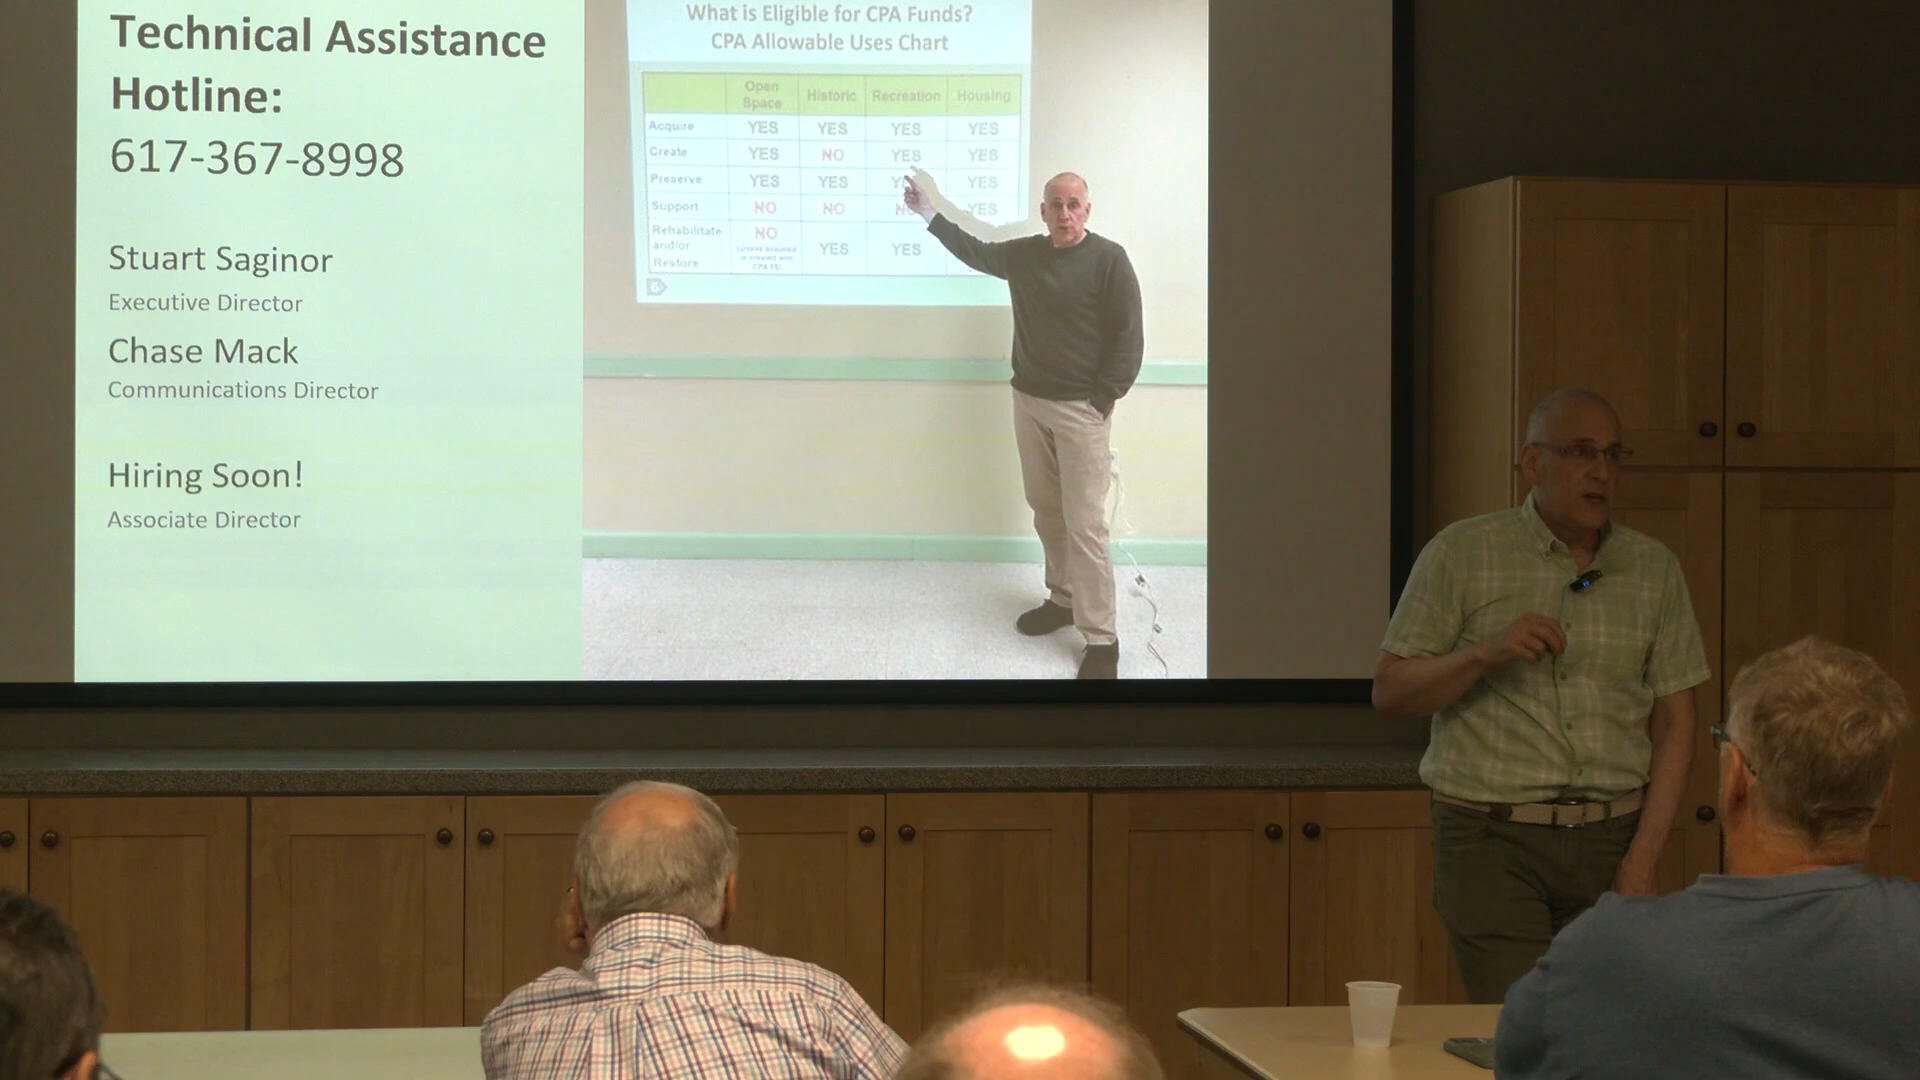 Technical Assistance
Hotline:
617-367-8998
Stuart Saginor
Executive Director
Chase Mack
Communications Director
Hiring Soon!
Associate Director
What is Eligible for CPA Funds?
CPA Allowable Uses Chart
Open Space Historic Recreation Housing
Acquire YES YES YES YES
Create YES NO YES YES
Preserve YES YES YES
Support NO NO NO YES
Rehabilitate and/or Restore NO YES YES
6